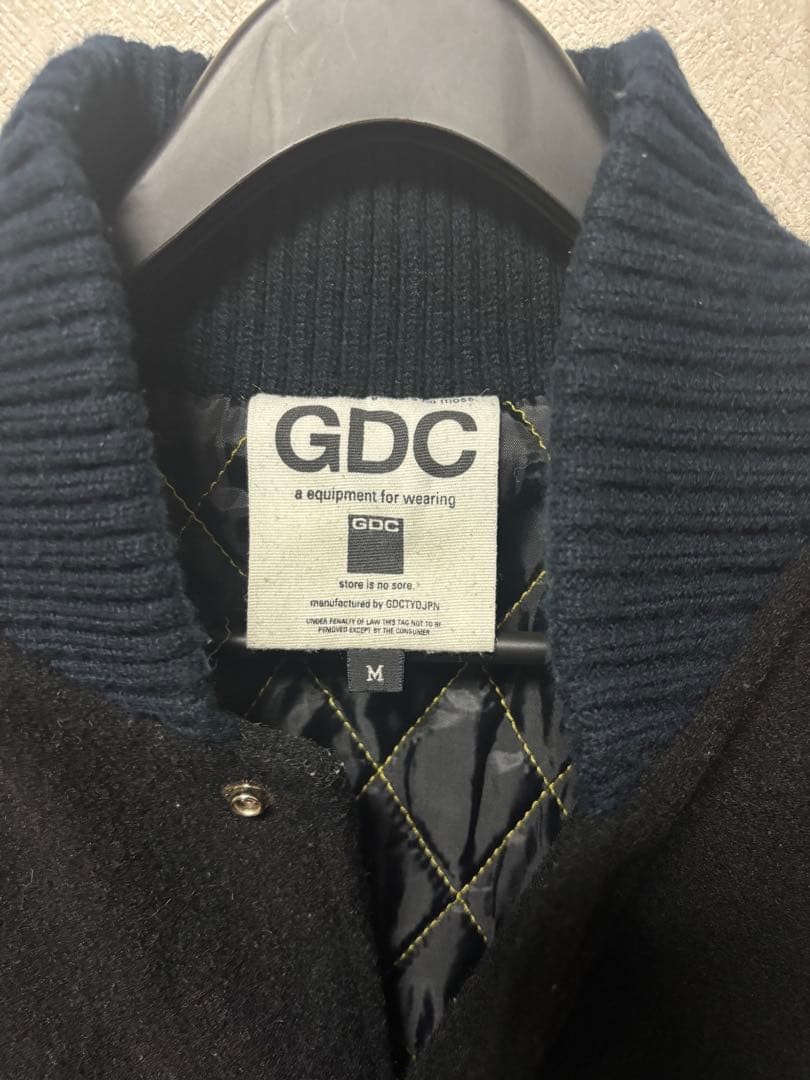 GDC
a equipment for wearing
GDC
store is no sore.
manufactured by GDCTYOJPN
UNDER PENALTY OF LAW THIS TAG NOT TO BE
REMOVED EXCEPT BY THE CONSUMER
M